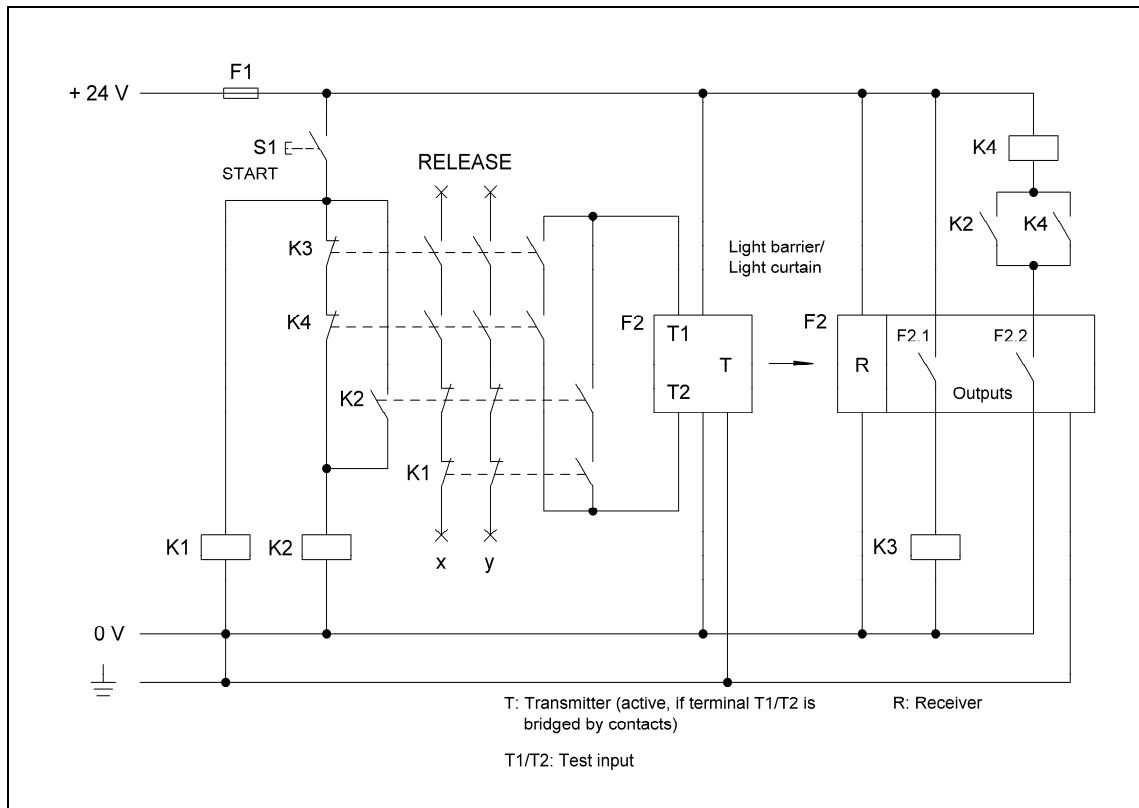 F1
+ 24 V
S1
START
RELEASE
K4
K2
K4
K3
Light barrier/
Light curtain
K4
F2
T1
T
T2
F2
R
F2.1
F2.2
Outputs
K2
K1
K1
K2
x
y
K3
0 V
T: Transmitter (active, if terminal T1/T2 is
bridged by contacts)
R: Receiver
T1/T2: Test input